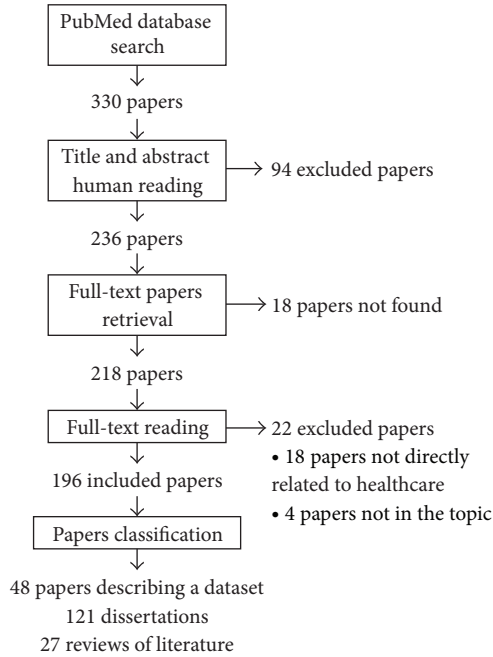 PubMed database
search
330 papers
Title and abstract
human reading
94 excluded papers
236 papers
Full-text papers
retrieval
18 papers not found
218 papers
Full-text reading
22 excluded papers
• 18 papers not directly
related to healthcare
• 4 papers not in the topic
196 included papers
Papers classification
48 papers describing a dataset
121 dissertations
27 reviews of literature